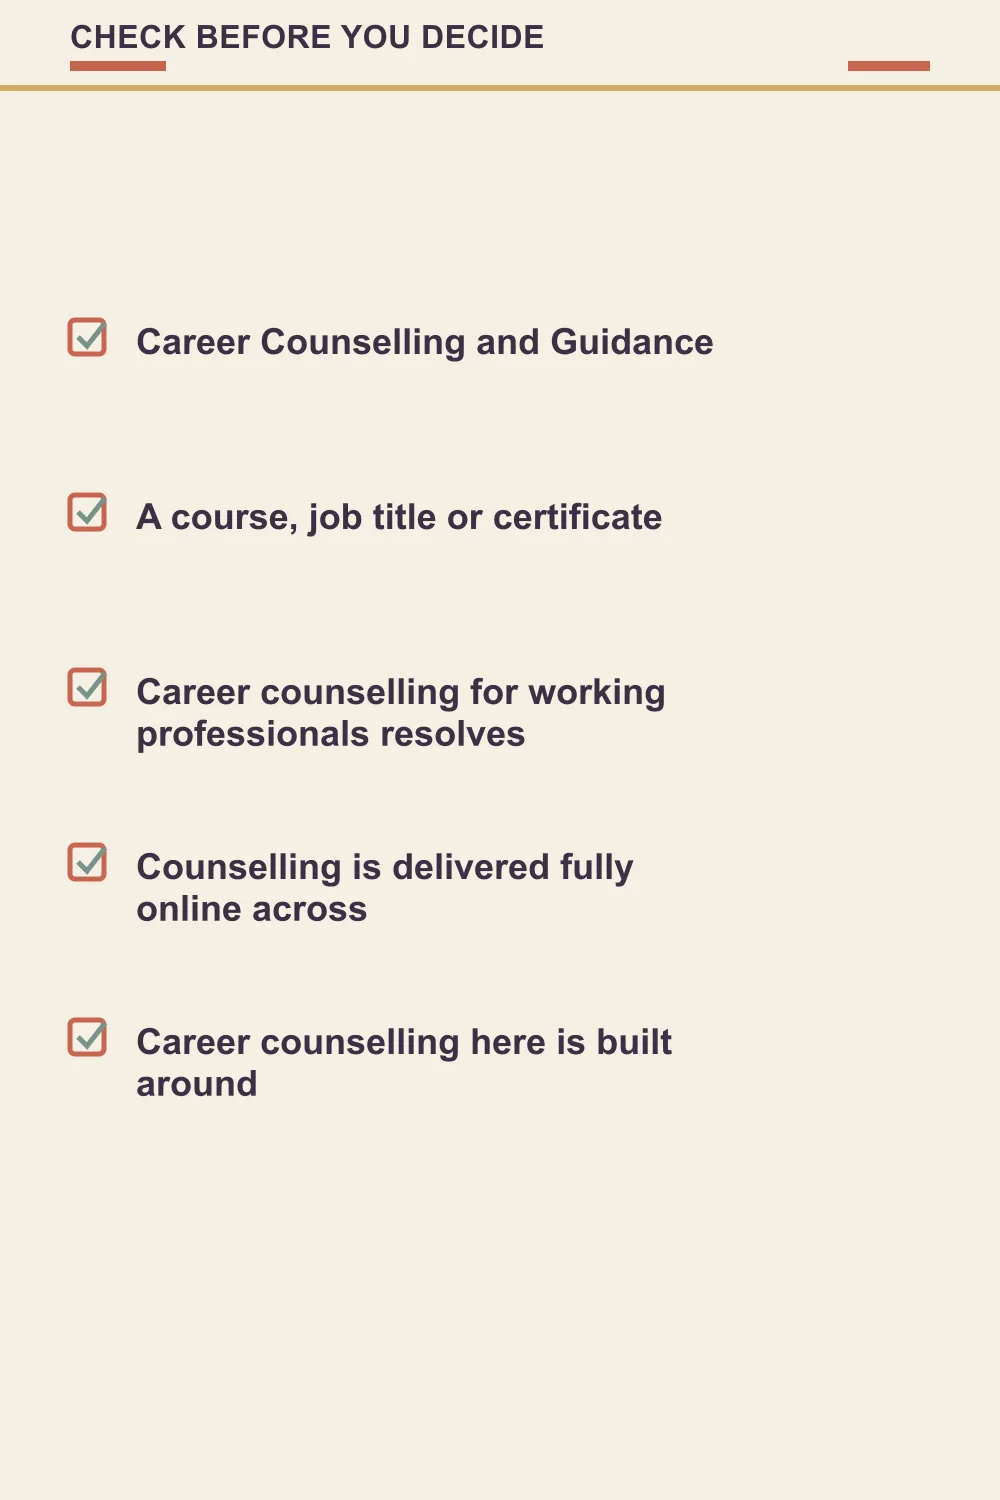 CHECK BEFORE YOU DECIDE
Career Counselling and Guidance
A course, job title or certificate
Career counselling for working
professionals resolves
Counselling is delivered fully
online across
Career counselling here is built
around